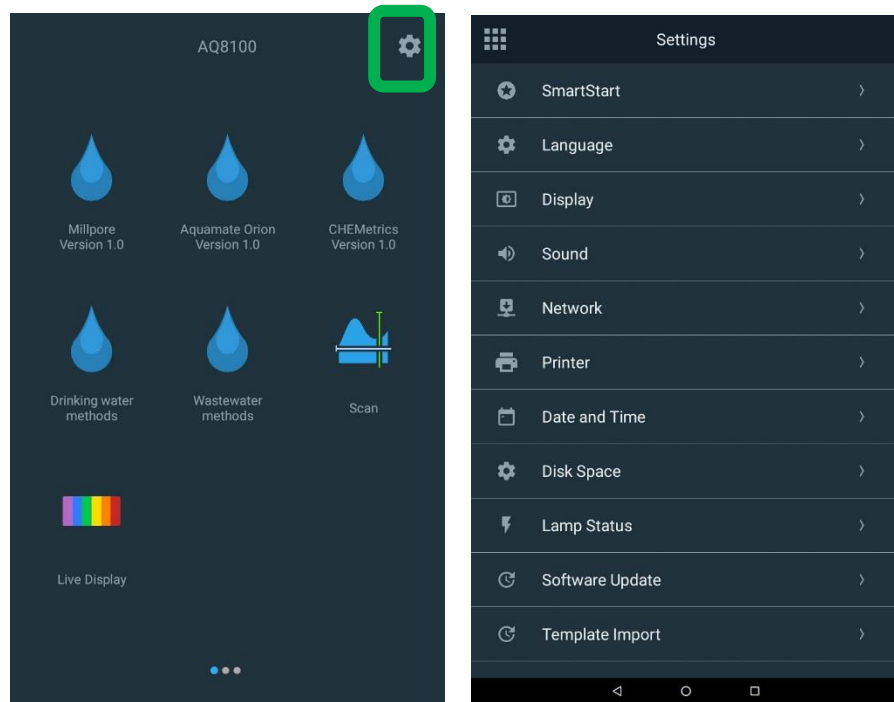 AQ8100
Millpore
Version 1.0
Aquamate Orion
Version 1.0
CHEMetrics
Version 1.0
Drinking water
methods
Wastewater
methods
Scan
Live Display
Settings
SmartStart
Language
Display
Sound
Network
Printer
Date and Time
Disk Space
Lamp Status
Software Update
Template Import